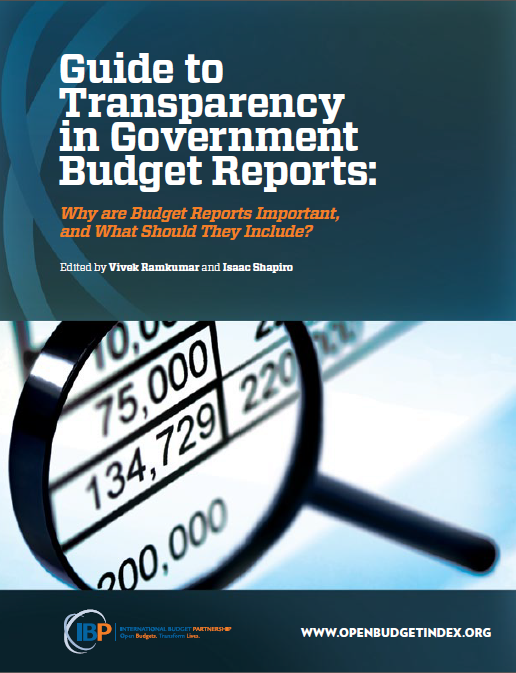 Guide to
Transparency
in Government
Budget Reports:
Why are Budget Reports Important,
and What Should They Include?
Edited by Vivek Ramkumar and Isaac Shapiro
10,0
75,000
134,729
220
200,000
IBP
INTERNATIONAL BUDGET PARTNERSHIP
Open Budgets. Transform Lives.
WWW.OPENBUDGETINDEX.ORG